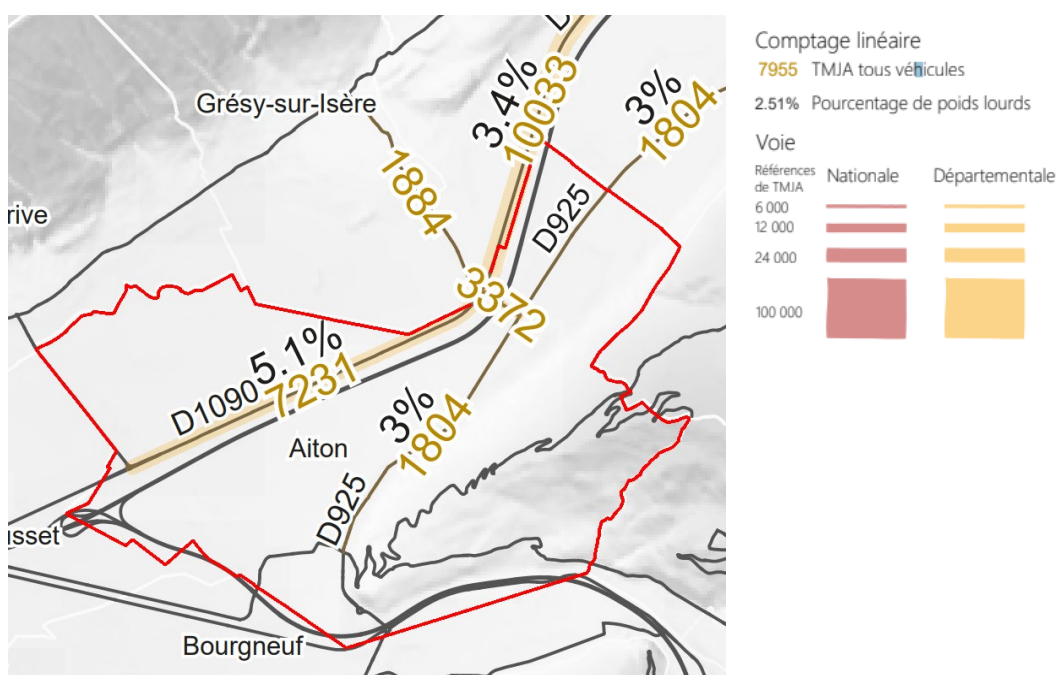 D
Grésy-sur-Isère
3.4%
10033
3%
1804
1884
rive
D925
3372
5.1%
D1090
7231
3%
1804
Aiton
D925
usset
Bourgneuf
Comptage linéaire
7955 TMJA tous véhicules
2.51% Pourcentage de poids lourds
Voie
Références de TMJA
Nationale Départementale
6 000
12 000
24 000
100 000